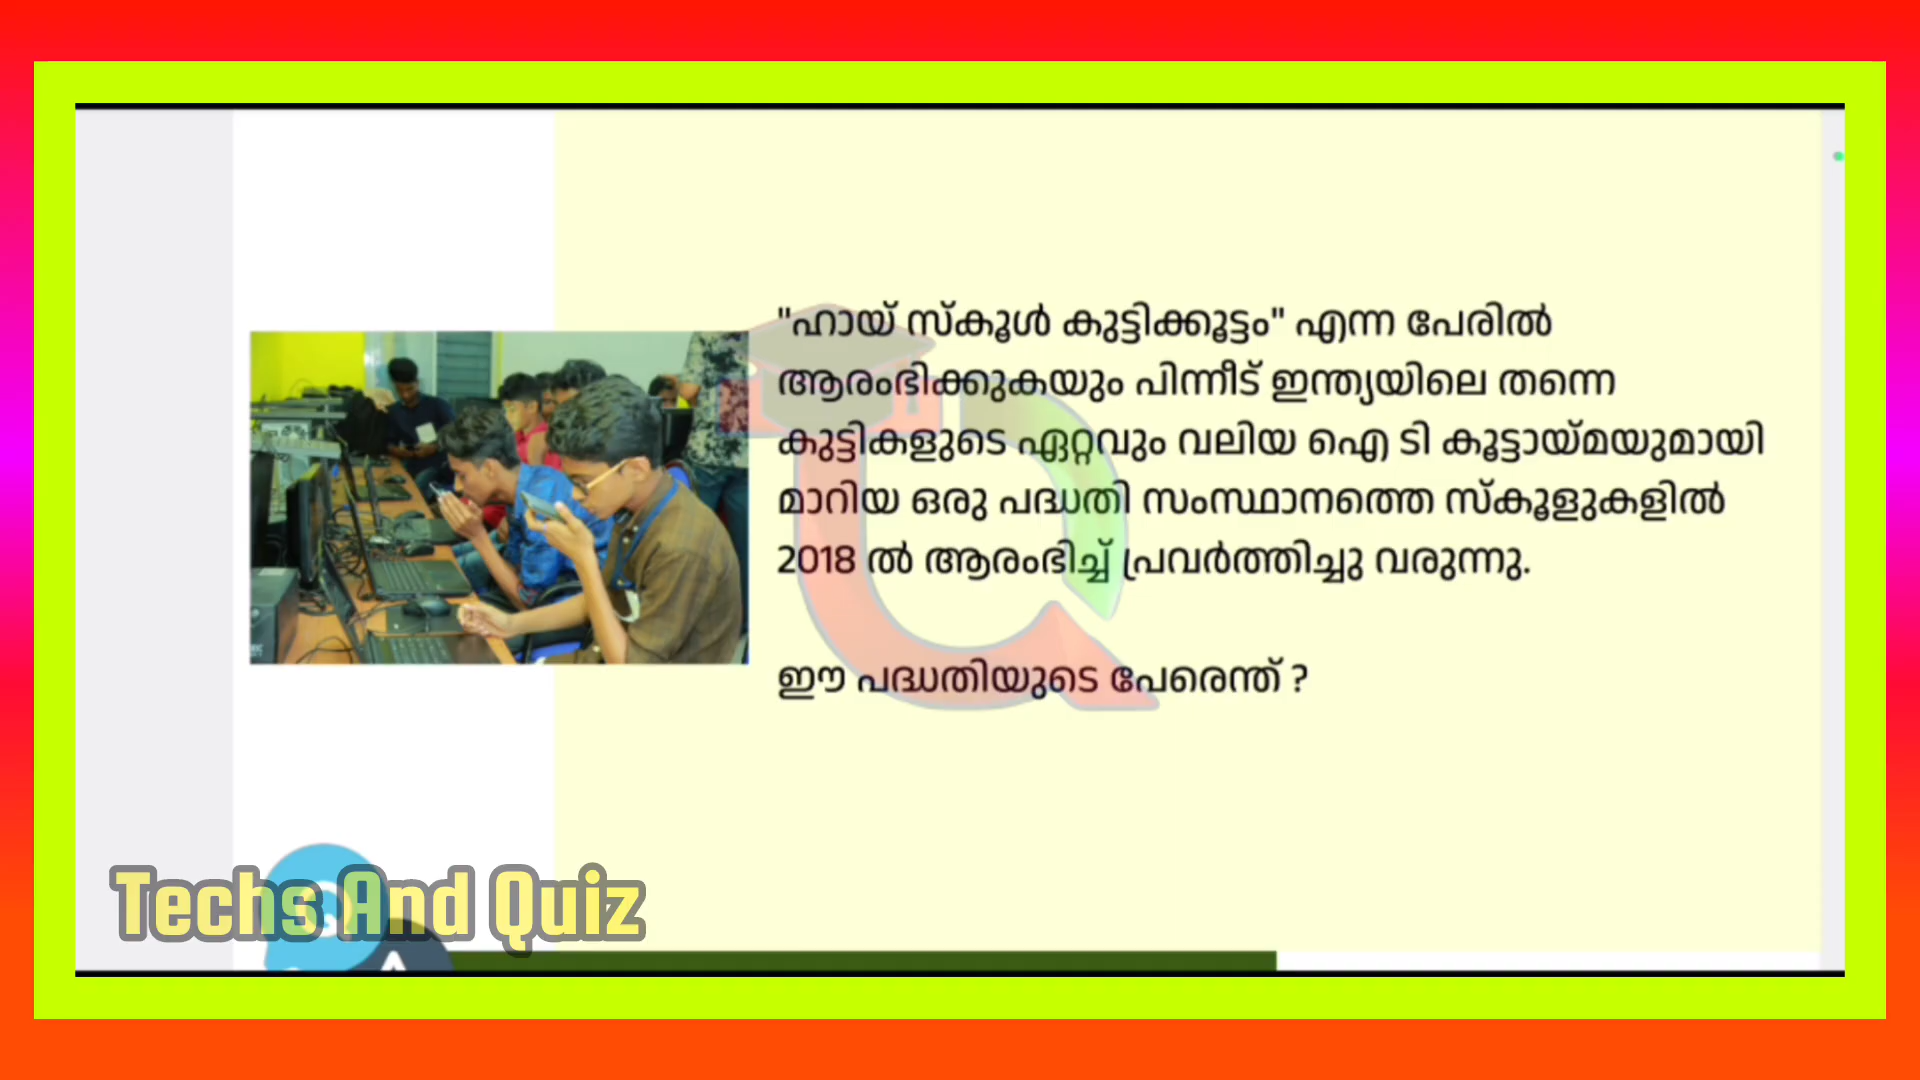 "ഹായ് സ്കൂൾ കുട്ടിക്കൂട്ടം" എന്ന പേരിൽ
ആരംഭിക്കുകയും പിന്നീട് ഇന്ത്യയിലെ തന്നെ
കുട്ടികളുടെ ഏറ്റവും വലിയ ഐ ടി കൂട്ടായ്മയുമായി
മാറിയ ഒരു പദ്ധതി സംസ്ഥാനത്തെ സ്കൂളുകളിൽ
2018 ൽ ആരംഭിച്ച് പ്രവർത്തിച്ചു വരുന്നു.
ഈ പദ്ധതിയുടെ പേരെന്ത് ?
Techs And Quiz